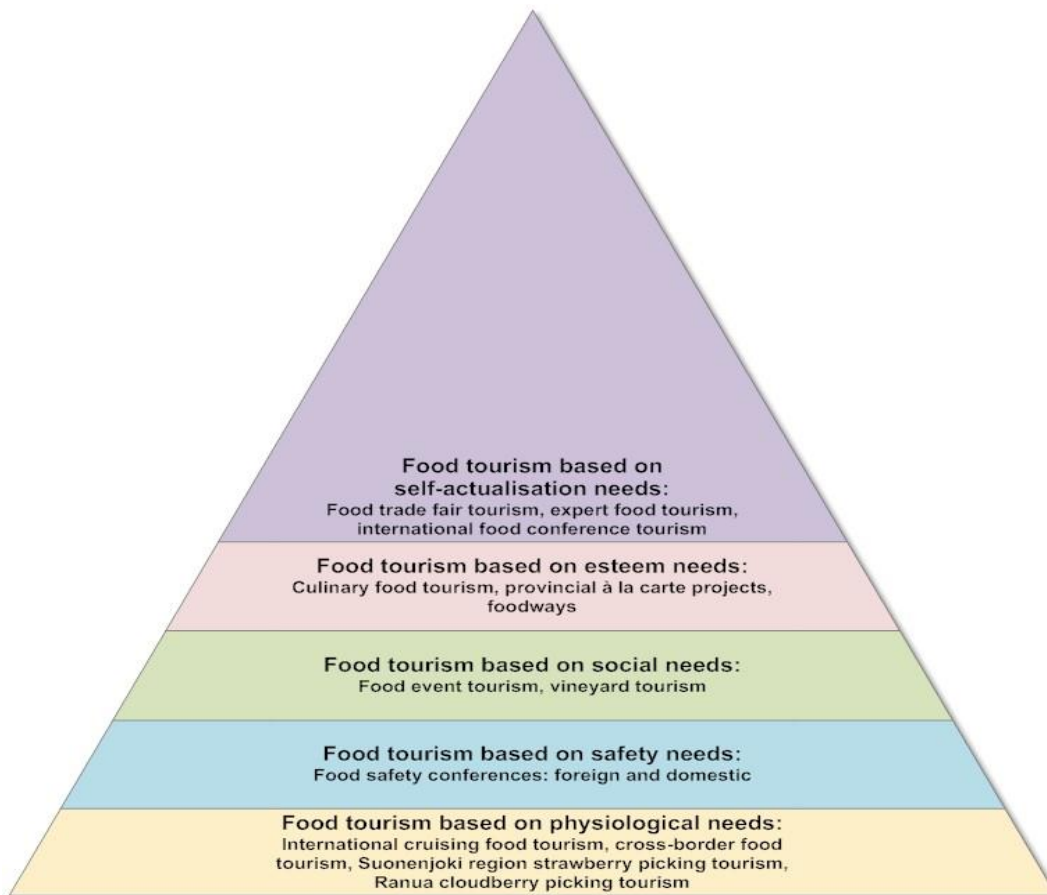 Food tourism based on
self-actualisation needs:
Food trade fair tourism, expert food tourism,
international food conference tourism
Food tourism based on esteem needs:
Culinary food tourism, provincial à la carte projects,
foodways
Food tourism based on social needs:
Food event tourism, vineyard tourism
Food tourism based on safety needs:
Food safety conferences: foreign and domestic
Food tourism based on physiological needs:
International cruising food tourism, cross-border food
tourism, Suonenjoki region strawberry picking tourism,
Ranua cloudberry picking tourism